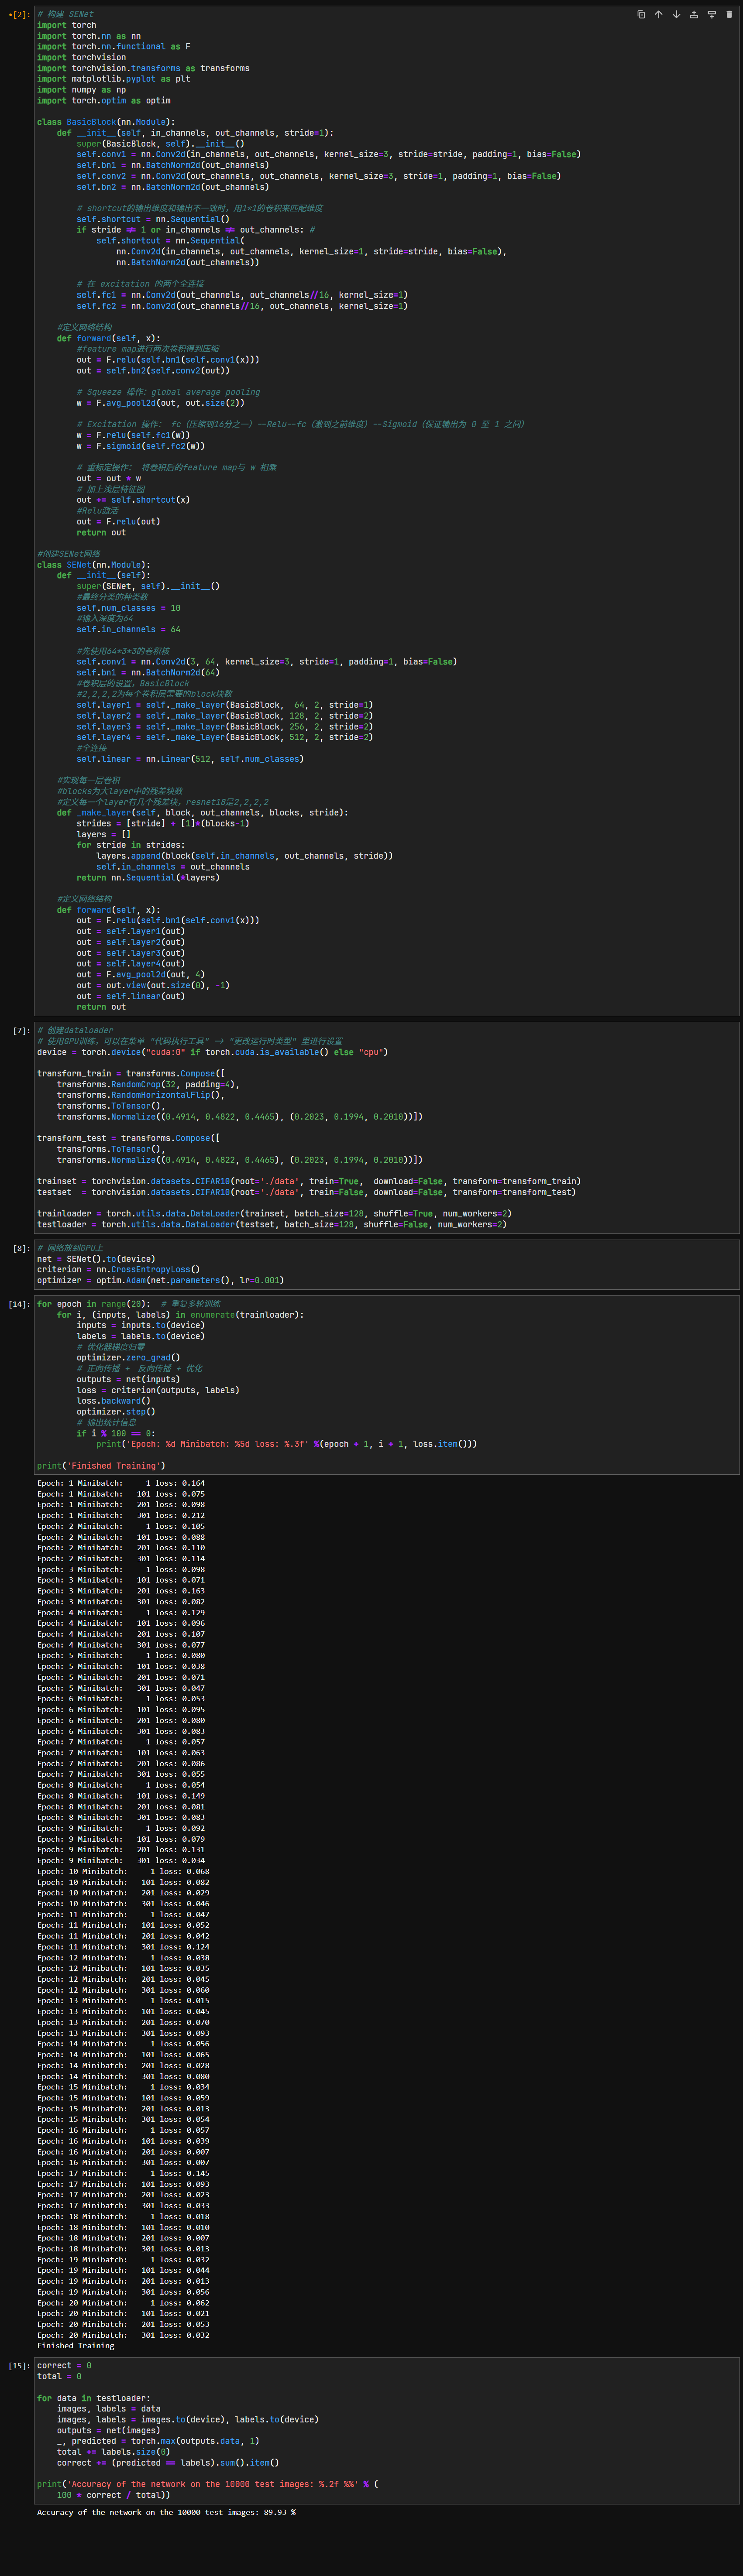 [2]:
# 构建 SENet
import torch
import torch.nn as nn
import torch.nn.functional as F
import torchvision
import torchvision.transforms as transforms
import matplotlib.pyplot as plt
import numpy as np
import torch.optim as optim

class BasicBlock(nn.Module):
    def __init__(self, in_channels, out_channels, stride=1):
        super(BasicBlock, self).__init__()
        self.conv1 = nn.Conv2d(in_channels, out_channels, kernel_size=3, stride=stride, padding=1, bias=False)
        self.bn1 = nn.BatchNorm2d(out_channels)
        self.conv2 = nn.Conv2d(out_channels, out_channels, kernel_size=3, stride=1, padding=1, bias=False)
        self.bn2 = nn.BatchNorm2d(out_channels)

        # shortcut的输出维度和输出不一致时，用1*1的卷积来匹配维度
        self.shortcut = nn.Sequential()
        if stride != 1 or in_channels != out_channels: #
            self.shortcut = nn.Sequential(
                nn.Conv2d(in_channels, out_channels, kernel_size=1, stride=stride, bias=False),
                nn.BatchNorm2d(out_channels))

        # 在 excitation 的两个全连接
        self.fc1 = nn.Conv2d(out_channels, out_channels//16, kernel_size=1)
        self.fc2 = nn.Conv2d(out_channels//16, out_channels, kernel_size=1)

    #定义网络结构
    def forward(self, x):
        #feature map进行两次卷积得到压缩
        out = F.relu(self.bn1(self.conv1(x)))
        out = self.bn2(self.conv2(out))

        # Squeeze 操作：global average pooling
        w = F.avg_pool2d(out, out.size(2))

        # Excitation 操作： fc（压缩到16分之一）--Relu--fc（激到之前维度）--Sigmoid（保证输出为 0 至 1 之间）
        w = F.relu(self.fc1(w))
        w = F.sigmoid(self.fc2(w))

        # 重标定操作： 将卷积后的feature map与 w 相乘
        out = out * w
        # 加上浅层特征图
        out += self.shortcut(x)
        #Relu激活
        out = F.relu(out)
        return out

#创建SENet网络
class SENet(nn.Module):
    def __init__(self):
        super(SENet, self).__init__()
        #最终分类的种类数
        self.num_classes = 10
        #输入深度为64
        self.in_channels = 64

        #先使用64*3*3的卷积核
        self.conv1 = nn.Conv2d(3, 64, kernel_size=3, stride=1, padding=1, bias=False)
        self.bn1 = nn.BatchNorm2d(64)
        #卷积层的设置，BasicBlock
        #2,2,2,2为每个卷积层需要的block块数
        self.layer1 = self._make_layer(BasicBlock,  64, 2, stride=1)
        self.layer2 = self._make_layer(BasicBlock, 128, 2, stride=2)
        self.layer3 = self._make_layer(BasicBlock, 256, 2, stride=2)
        self.layer4 = self._make_layer(BasicBlock, 512, 2, stride=2)
        #全连接
        self.linear = nn.Linear(512, self.num_classes)

    #实现每一层卷积
    #blocks为大layer中的残差块数
    #定义每一个layer有几个残差块，resnet18是2,2,2,2
    def _make_layer(self, block, out_channels, blocks, stride):
        strides = [stride] + [1]*(blocks-1)
        layers = []
        for stride in strides:
            layers.append(block(self.in_channels, out_channels, stride))
            self.in_channels = out_channels
        return nn.Sequential(*layers)

    #定义网络结构
    def forward(self, x):
        out = F.relu(self.bn1(self.conv1(x)))
        out = self.layer1(out)
        out = self.layer2(out)
        out = self.layer3(out)
        out = self.layer4(out)
        out = F.avg_pool2d(out, 4)
        out = out.view(out.size(0), -1)
        out = self.linear(out)
        return out
[7]:
# 创建dataloader
# 使用GPU训练，可以在菜单 "代码执行工具" -> "更改运行时类型" 里进行设置
device = torch.device("cuda:0" if torch.cuda.is_available() else "cpu")

transform_train = transforms.Compose([
    transforms.RandomCrop(32, padding=4),
    transforms.RandomHorizontalFlip(),
    transforms.ToTensor(),
    transforms.Normalize((0.4914, 0.4822, 0.4465), (0.2023, 0.1994, 0.2010))])

transform_test = transforms.Compose([
    transforms.ToTensor(),
    transforms.Normalize((0.4914, 0.4822, 0.4465), (0.2023, 0.1994, 0.2010))])

trainset = torchvision.datasets.CIFAR10(root='./data', train=True,  download=False, transform=transform_train)
testset  = torchvision.datasets.CIFAR10(root='./data', train=False, download=False, transform=transform_test)

trainloader = torch.utils.data.DataLoader(trainset, batch_size=128, shuffle=True, num_workers=2)
testloader = torch.utils.data.DataLoader(testset, batch_size=128, shuffle=False, num_workers=2)
[8]:
# 网络放到GPU上
net = SENet().to(device)
criterion = nn.CrossEntropyLoss()
optimizer = optim.Adam(net.parameters(), lr=0.001)
[14]:
for epoch in range(20):  # 重复多轮训练
    for i, (inputs, labels) in enumerate(trainloader):
        inputs = inputs.to(device)
        labels = labels.to(device)
        # 优化器梯度归零
        optimizer.zero_grad()
        # 正向传播 +　反向传播 + 优化
        outputs = net(inputs)
        loss = criterion(outputs, labels)
        loss.backward()
        optimizer.step()
        # 输出统计信息
        if i % 100 == 0:
            print('Epoch: %d Minibatch: %5d loss: %.3f' %(epoch + 1, i + 1, loss.item()))

print('Finished Training')
Epoch: 1 Minibatch:     1 loss: 0.164
Epoch: 1 Minibatch:   101 loss: 0.075
Epoch: 1 Minibatch:   201 loss: 0.098
Epoch: 1 Minibatch:   301 loss: 0.212
Epoch: 2 Minibatch:     1 loss: 0.105
Epoch: 2 Minibatch:   101 loss: 0.088
Epoch: 2 Minibatch:   201 loss: 0.110
Epoch: 2 Minibatch:   301 loss: 0.114
Epoch: 3 Minibatch:     1 loss: 0.098
Epoch: 3 Minibatch:   101 loss: 0.071
Epoch: 3 Minibatch:   201 loss: 0.163
Epoch: 3 Minibatch:   301 loss: 0.082
Epoch: 4 Minibatch:     1 loss: 0.129
Epoch: 4 Minibatch:   101 loss: 0.096
Epoch: 4 Minibatch:   201 loss: 0.107
Epoch: 4 Minibatch:   301 loss: 0.077
Epoch: 5 Minibatch:     1 loss: 0.080
Epoch: 5 Minibatch:   101 loss: 0.038
Epoch: 5 Minibatch:   201 loss: 0.071
Epoch: 5 Minibatch:   301 loss: 0.047
Epoch: 6 Minibatch:     1 loss: 0.053
Epoch: 6 Minibatch:   101 loss: 0.095
Epoch: 6 Minibatch:   201 loss: 0.080
Epoch: 6 Minibatch:   301 loss: 0.083
Epoch: 7 Minibatch:     1 loss: 0.057
Epoch: 7 Minibatch:   101 loss: 0.063
Epoch: 7 Minibatch:   201 loss: 0.086
Epoch: 7 Minibatch:   301 loss: 0.055
Epoch: 8 Minibatch:     1 loss: 0.054
Epoch: 8 Minibatch:   101 loss: 0.149
Epoch: 8 Minibatch:   201 loss: 0.081
Epoch: 8 Minibatch:   301 loss: 0.083
Epoch: 9 Minibatch:     1 loss: 0.092
Epoch: 9 Minibatch:   101 loss: 0.079
Epoch: 9 Minibatch:   201 loss: 0.131
Epoch: 9 Minibatch:   301 loss: 0.034
Epoch: 10 Minibatch:     1 loss: 0.068
Epoch: 10 Minibatch:   101 loss: 0.082
Epoch: 10 Minibatch:   201 loss: 0.029
Epoch: 10 Minibatch:   301 loss: 0.046
Epoch: 11 Minibatch:     1 loss: 0.047
Epoch: 11 Minibatch:   101 loss: 0.052
Epoch: 11 Minibatch:   201 loss: 0.042
Epoch: 11 Minibatch:   301 loss: 0.124
Epoch: 12 Minibatch:     1 loss: 0.038
Epoch: 12 Minibatch:   101 loss: 0.035
Epoch: 12 Minibatch:   201 loss: 0.045
Epoch: 12 Minibatch:   301 loss: 0.060
Epoch: 13 Minibatch:     1 loss: 0.015
Epoch: 13 Minibatch:   101 loss: 0.045
Epoch: 13 Minibatch:   201 loss: 0.070
Epoch: 13 Minibatch:   301 loss: 0.093
Epoch: 14 Minibatch:     1 loss: 0.056
Epoch: 14 Minibatch:   101 loss: 0.065
Epoch: 14 Minibatch:   201 loss: 0.028
Epoch: 14 Minibatch:   301 loss: 0.080
Epoch: 15 Minibatch:     1 loss: 0.034
Epoch: 15 Minibatch:   101 loss: 0.059
Epoch: 15 Minibatch:   201 loss: 0.013
Epoch: 15 Minibatch:   301 loss: 0.054
Epoch: 16 Minibatch:     1 loss: 0.057
Epoch: 16 Minibatch:   101 loss: 0.039
Epoch: 16 Minibatch:   201 loss: 0.007
Epoch: 16 Minibatch:   301 loss: 0.007
Epoch: 17 Minibatch:     1 loss: 0.145
Epoch: 17 Minibatch:   101 loss: 0.093
Epoch: 17 Minibatch:   201 loss: 0.023
Epoch: 17 Minibatch:   301 loss: 0.033
Epoch: 18 Minibatch:     1 loss: 0.018
Epoch: 18 Minibatch:   101 loss: 0.010
Epoch: 18 Minibatch:   201 loss: 0.007
Epoch: 18 Minibatch:   301 loss: 0.013
Epoch: 19 Minibatch:     1 loss: 0.032
Epoch: 19 Minibatch:   101 loss: 0.044
Epoch: 19 Minibatch:   201 loss: 0.013
Epoch: 19 Minibatch:   301 loss: 0.056
Epoch: 20 Minibatch:     1 loss: 0.062
Epoch: 20 Minibatch:   101 loss: 0.021
Epoch: 20 Minibatch:   201 loss: 0.053
Epoch: 20 Minibatch:   301 loss: 0.032
Finished Training
[15]:
correct = 0
total = 0

for data in testloader:
    images, labels = data
    images, labels = images.to(device), labels.to(device)
    outputs = net(images)
    _, predicted = torch.max(outputs.data, 1)
    total += labels.size(0)
    correct += (predicted == labels).sum().item()

print('Accuracy of the network on the 10000 test images: %.2f %%' % (
    100 * correct / total))
Accuracy of the network on the 10000 test images: 89.93 %